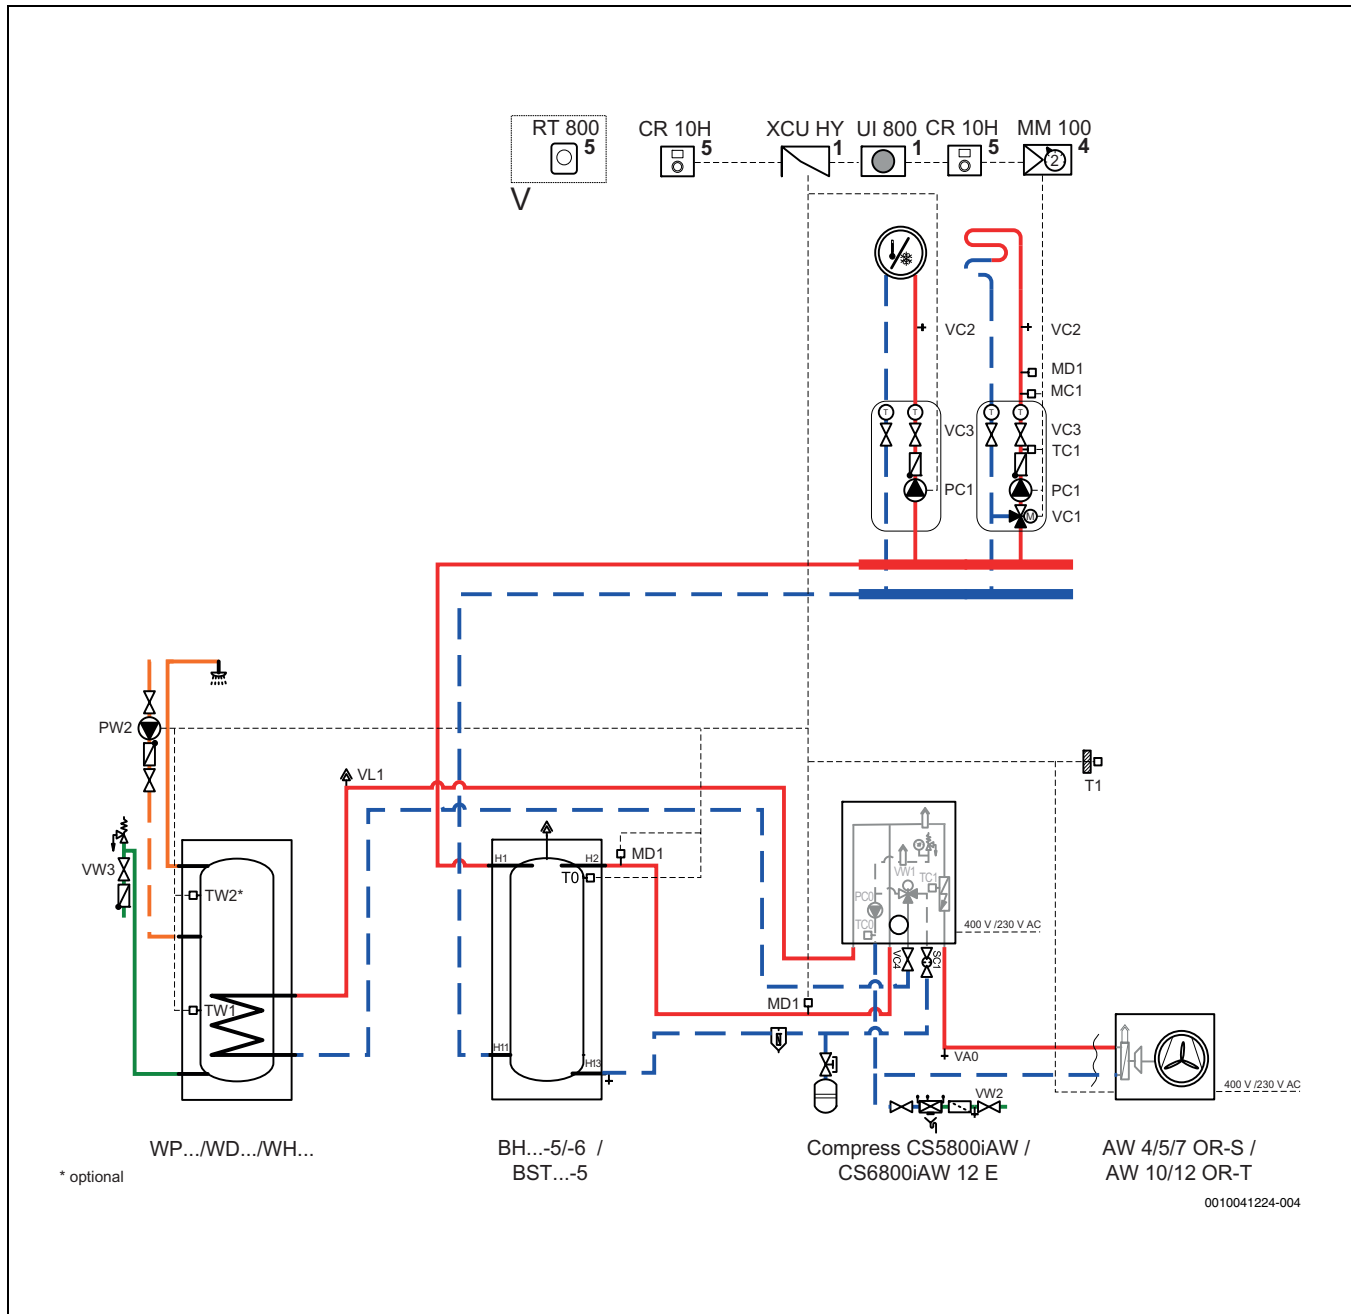 RT 800
5
CR 10H
5
XCU HY
1
UI 800
1
CR 10H
5
MM 100
4
2
V
VC2
VC2
MD1
MC1
T
T
T
T
VC3
VC3
TC1
PC1
PC1
M
VC1
PW2
VL1
T1
VW3
TW2*
TW1
H1
H2
MD1
T0
H11
H13
VW1
TC1
PC0
TC0
400 V /230 V AC
VC4
SC1
MD1
VA0
400 V /230 V AC
VW2
WP.../WD.../WH...
BH...-5/-6 /
BST...-5
Compress CS5800iAW /
CS6800iAW 12 E
AW 4/5/7 OR-S /
AW 10/12 OR-T
* optional
0010041224-004